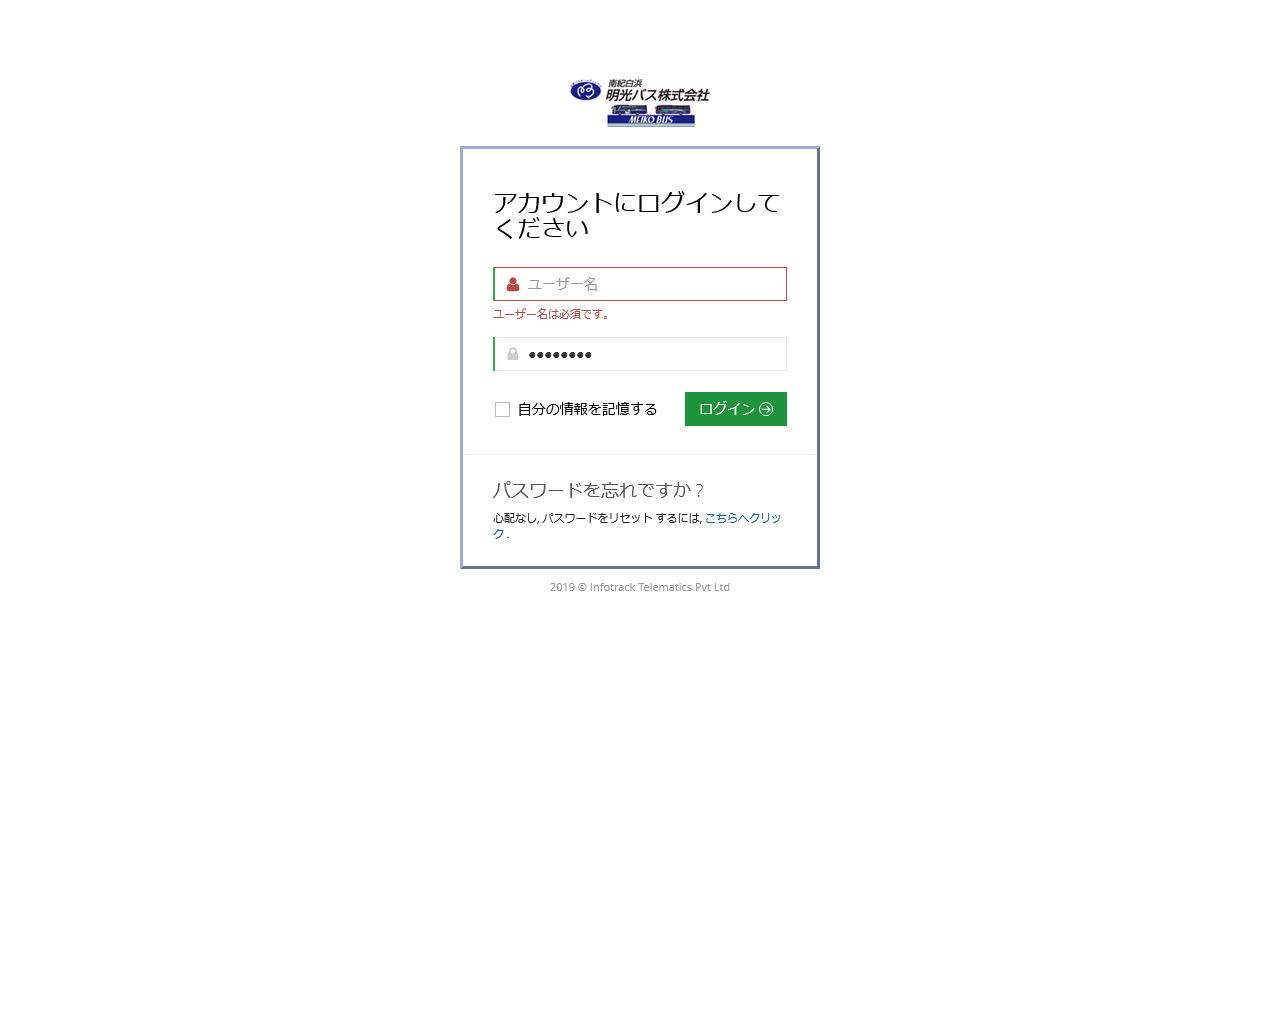 南紀白浜
明光バス株式会社
MEIKO BUS
アカウントにログインして
ください
ユーザー名
ユーザー名は必須です。
●●●●●●●●
自分の情報を記憶する
ログイン
パスワードを忘れですか ?
心配なし, パスワードをリセット するには, こちらへクリッ
ク .
2019 © Infotrack Telematics Pvt Ltd